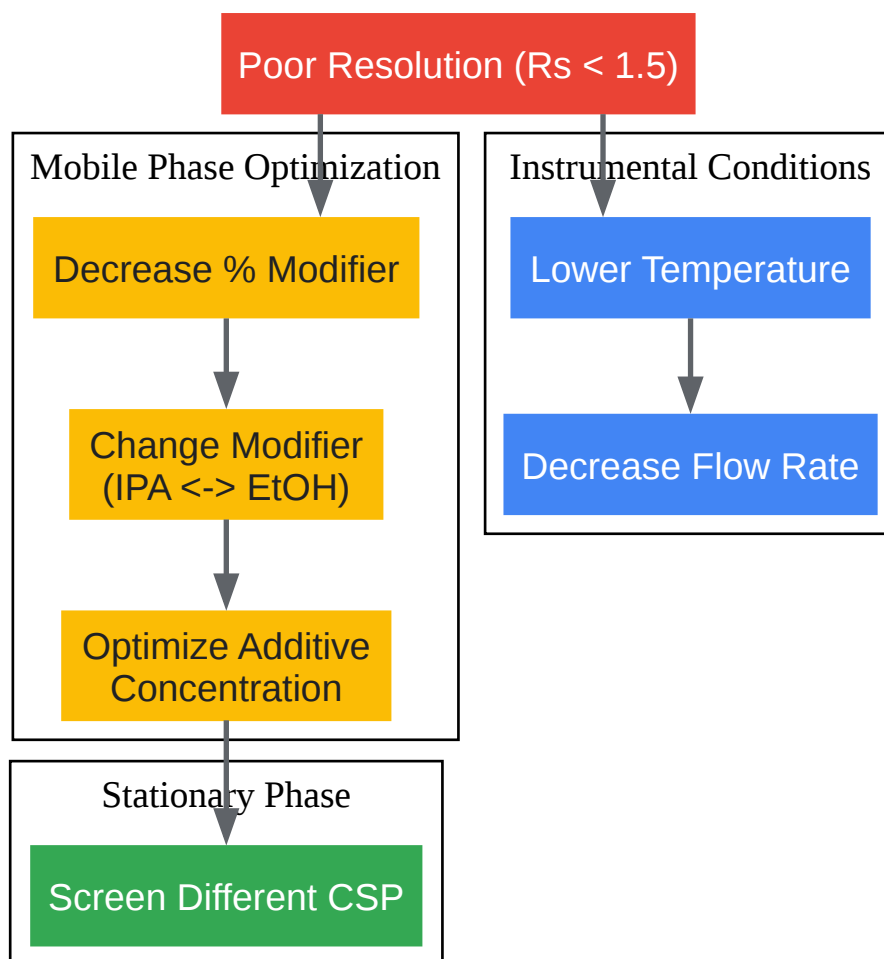 Poor Resolution (Rs < 1.5)
Mobile Phase Optimization
Decrease % Modifier
Change Modifier
(IPA <-> EtOH)
Optimize Additive
Concentration
Stationary Phase
Screen Different CSP
Instrumental Conditions
Lower Temperature
Decrease Flow Rate